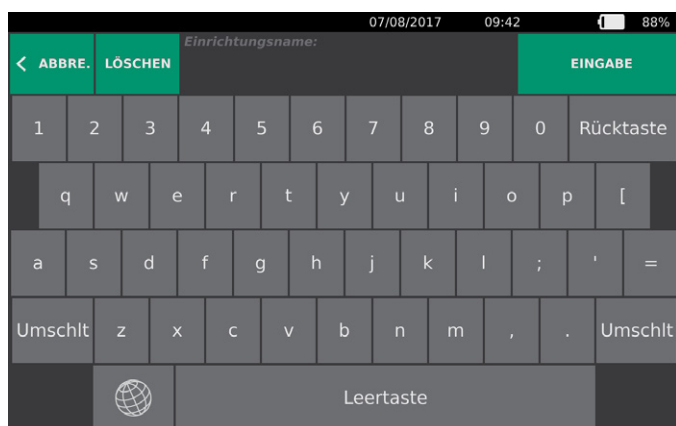 07/08/2017 09:42 88%
Einrichtungsname:
ABBRE. LÖSCHEN EINGABE
1 2 3 4 5 6 7 8 9 0 Rücktaste
q w e r t y u i o p [
a s d f g h j k l ; ' =
Umschlt z x c v b n m , . Umschlt
Leertaste